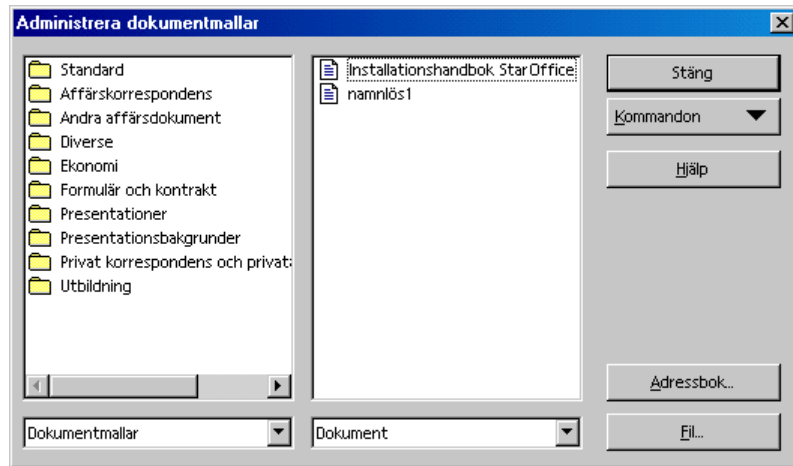 Administrera dokumentmallar
Standard
Affärskorrespondens
Andra affärsdokument
Diverse
Ekonomi
Formulär och kontrakt
Presentationer
Presentationsbakgrunder
Privat korrespondens och privat
Utbildning
Dokumentmallar
Installationshandbok StarOffice
namnlös1
Dokument
Stäng
Kommandon
Hjälp
Adressbok...
Fil...